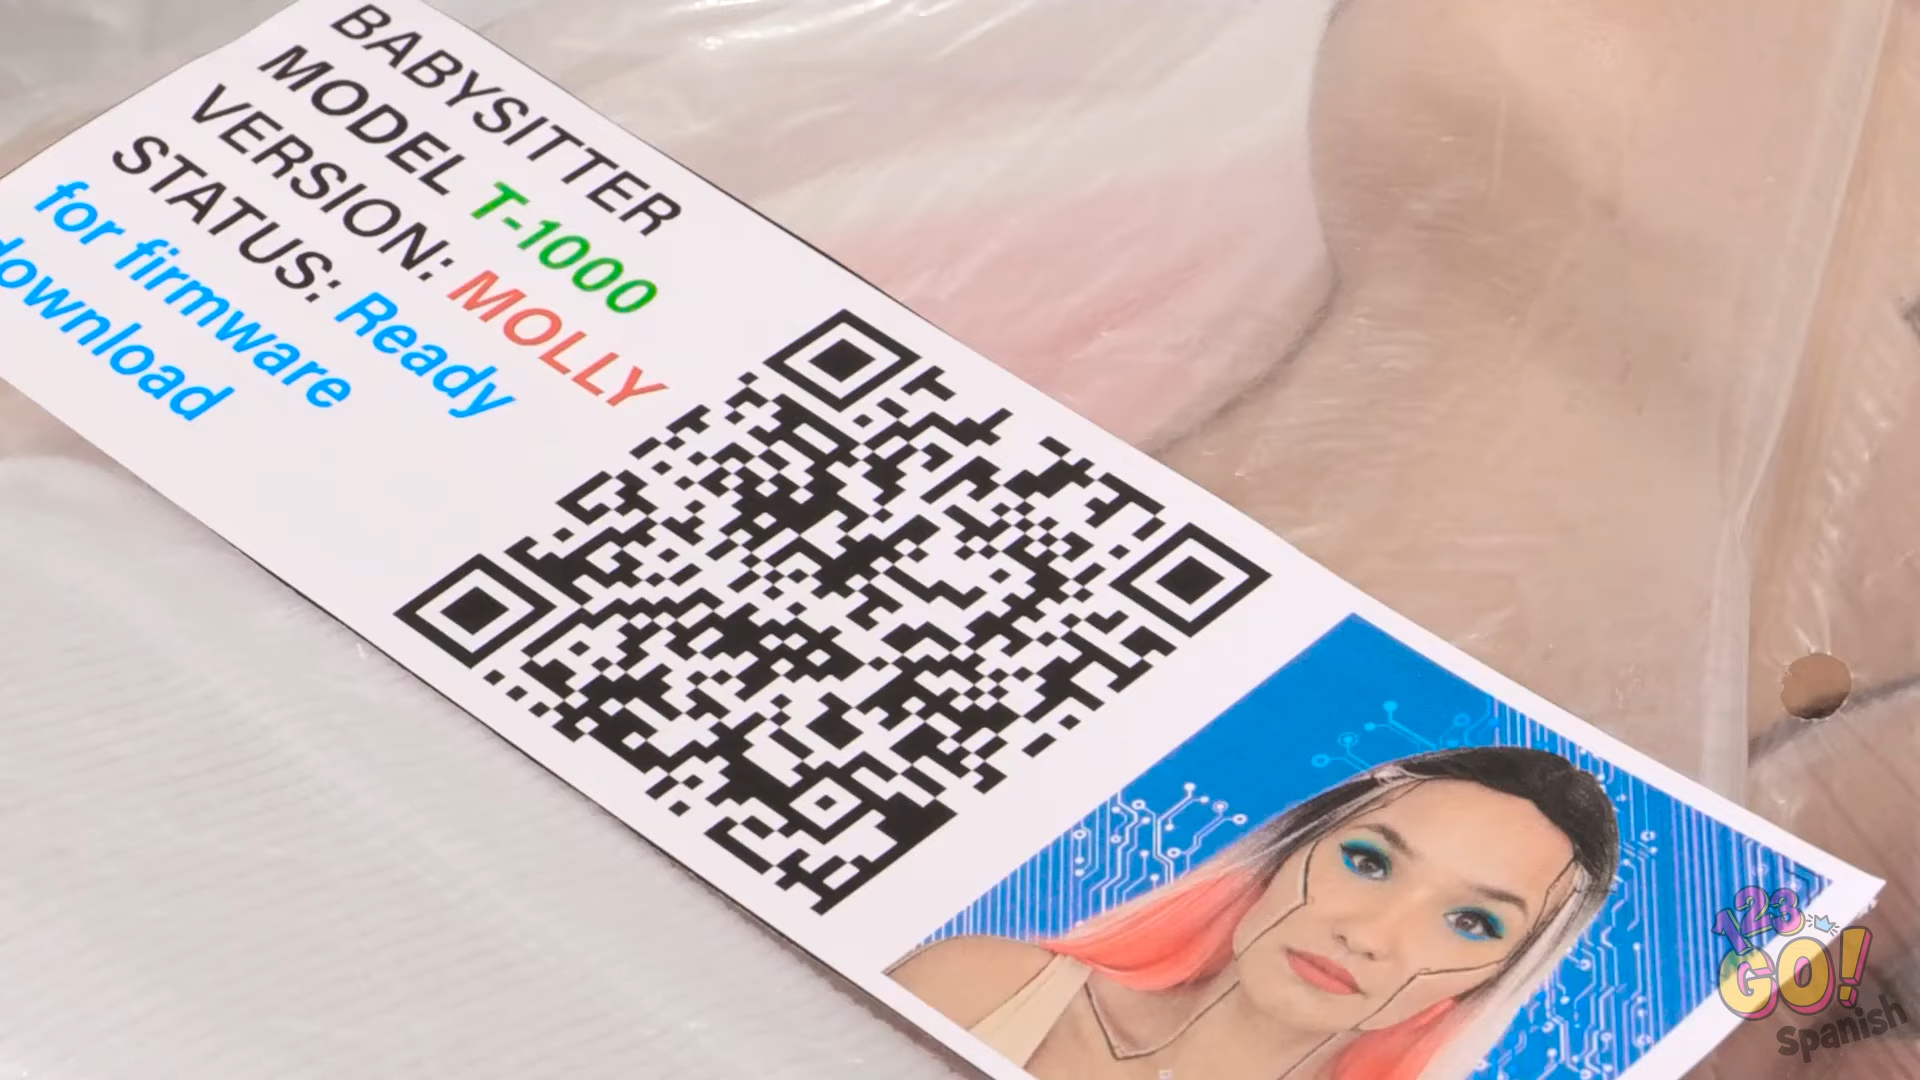 BABYSITTER
MODEL T-1000
VERSION: MOLLY
STATUS: Ready
for firmware
download
123
GO!
Spanish